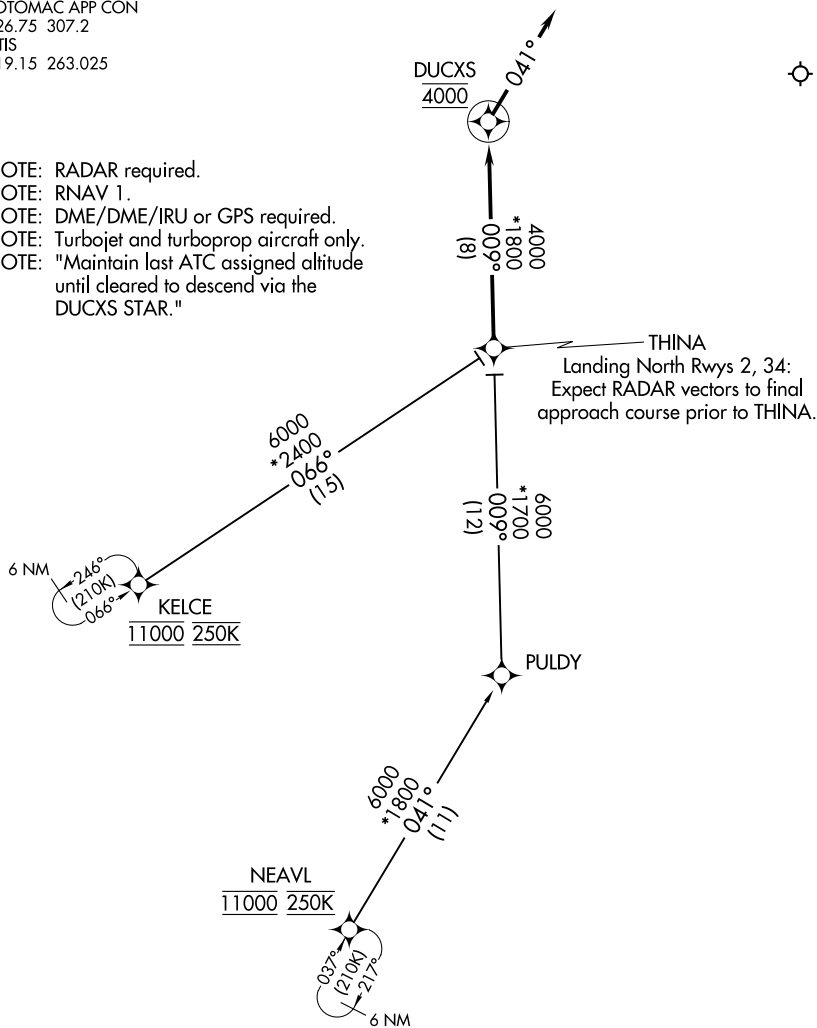 OTOMAC APP CON
26.75 307.2
TIS
19.15 263.025
DUCXS
4000
041°
OTE: RADAR required.
OTE: RNAV 1.
OTE: DME/DME/IRU or GPS required.
OTE: Turbojet and turboprop aircraft only.
OTE: "Maintain last ATC assigned altitude
until cleared to descend via the
DUCXS STAR."
4000
*1800
009°
(8)
THINA
Landing North Rwys 2, 34:
Expect RADAR vectors to final
approach course prior to THINA.
6000
*2400
066°
(15)
6000
*1700
009°
(12)
6 NM
246°
(210K)
066°
KELCE
11000 250K
PULDY
6000
*1800
041°
(11)
NEAVL
11000 250K
037°
(210K)
217°
6 NM